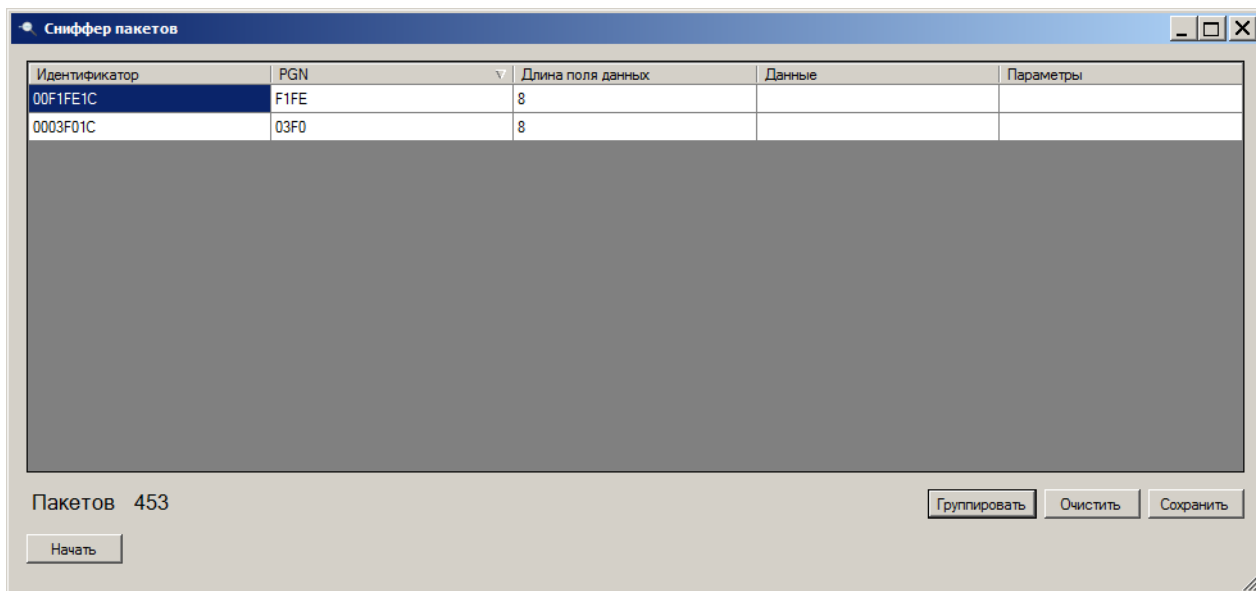 Сниффер пакетов
Идентификатор PGN Длина поля данных Данные Параметры
00F1FE1C F1FE 8
0003F01C 03F0 8
Пакетов 453
Группировать Очистить Сохранить
Начать